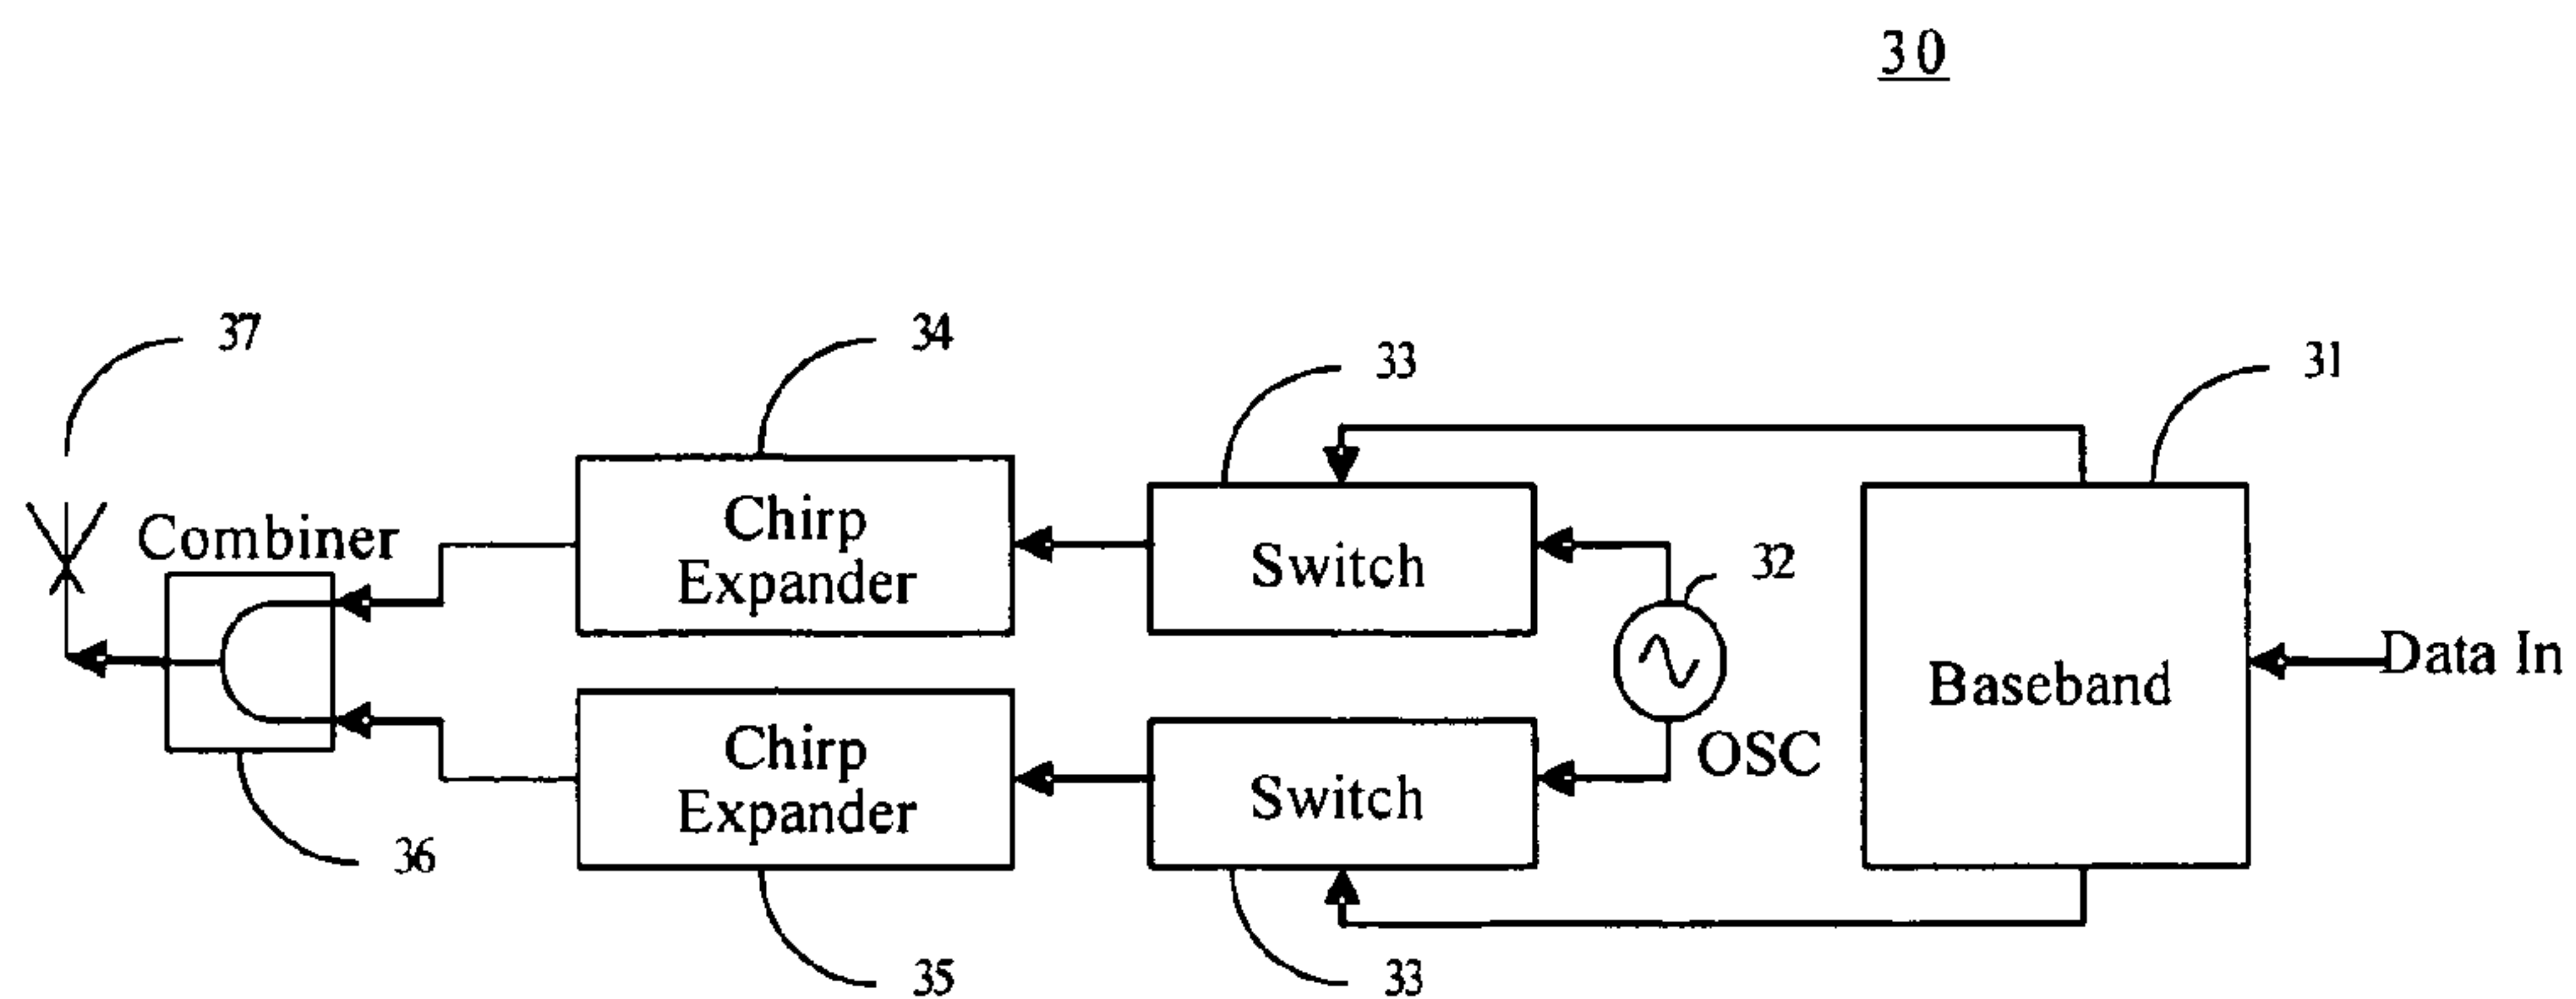 30
37
34
33
31
Combiner
Chirp
Expander
Switch
32
Baseband
Data In
OSC
Chirp
Expander
Switch
36
35
33